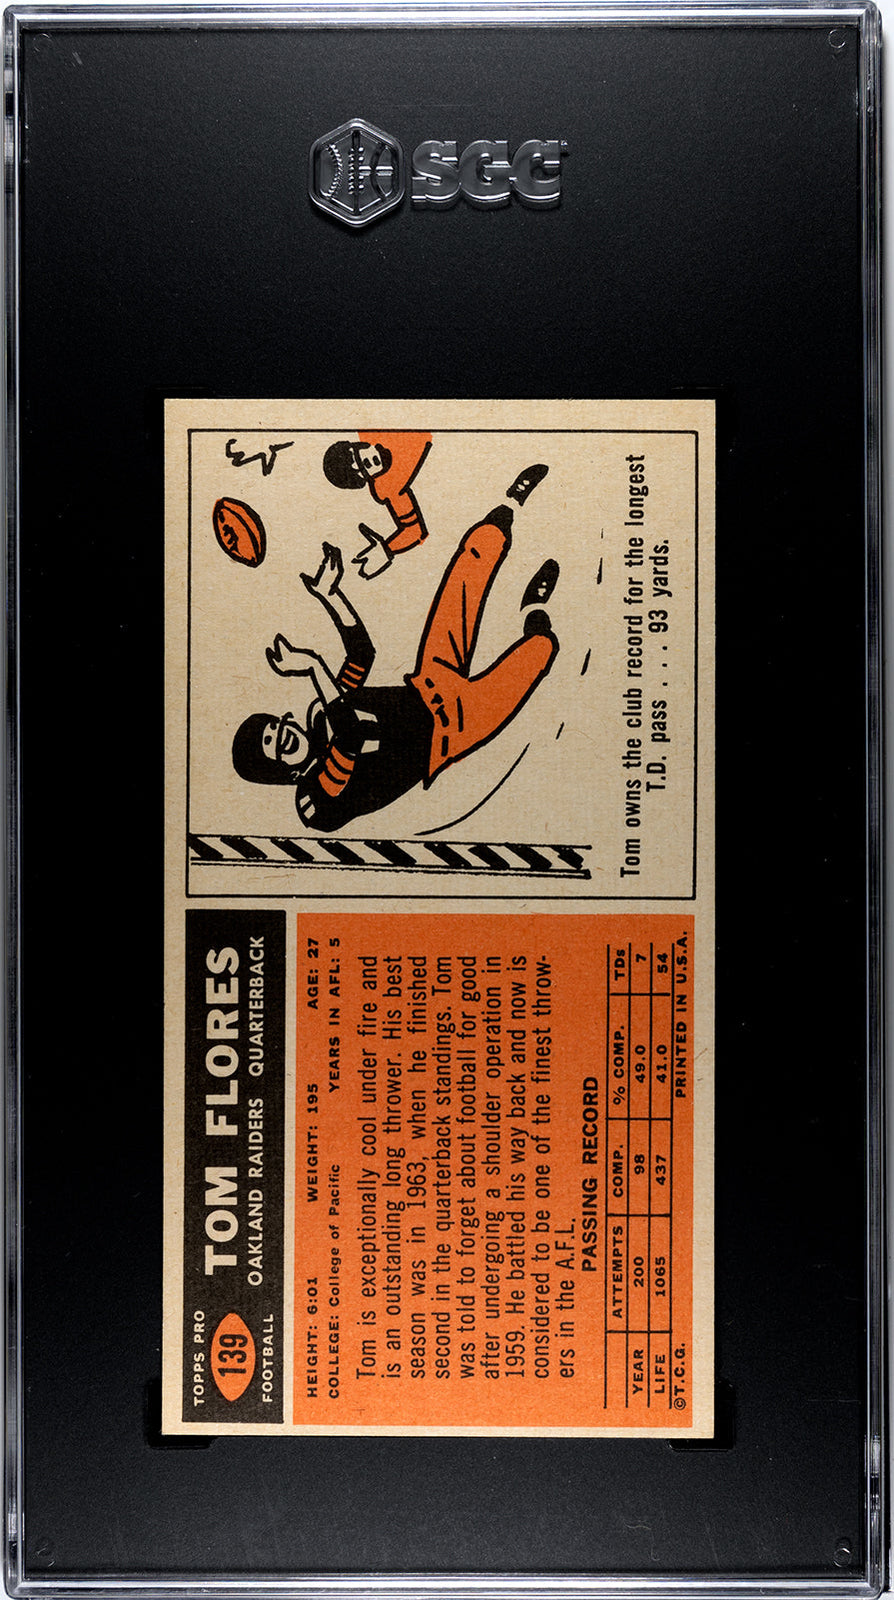 SGC
TOPPS PRO
139
FOOTBALL
TOM FLORES
OAKLAND RAIDERS QUARTERBACK
HEIGHT: 6:01 WEIGHT: 195 AGE: 27
COLLEGE: College of Pacific YEARS IN AFL: 5
Tom is exceptionally cool under fire and
is an outstanding long thrower. His best
season was in 1963, when he finished
second in the quarterback standings. Tom
was told to forget about football for good
after undergoing a shoulder operation in
1959. He battled his way back and now is
considered to be one of the finest throw-
ers in the A.F.L.
PASSING RECORD
ATTEMPTS COMP. % COMP. TDs
YEAR 200 98 49.0 7
LIFE 1065 437 41.0 54
©T.C.G. PRINTED IN U.S.A.
Tom owns the club record for the longest
T.D. pass . . . 93 yards.